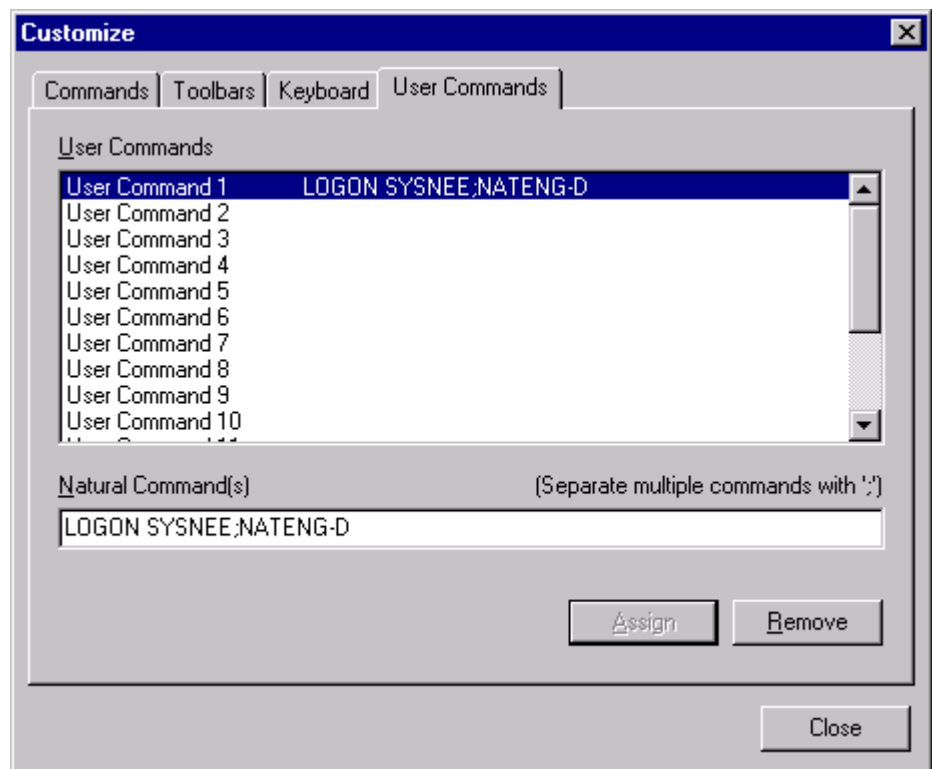 Customize
Commands Toolbars Keyboard User Commands
User Commands
User Command 1 LOGON SYSNEE;NATENG-D
User Command 2
User Command 3
User Command 4
User Command 5
User Command 6
User Command 7
User Command 8
User Command 9
User Command 10
Natural Command(s) (Separate multiple commands with ';')
LOGON SYSNEE;NATENG-D
Assign Remove
Close